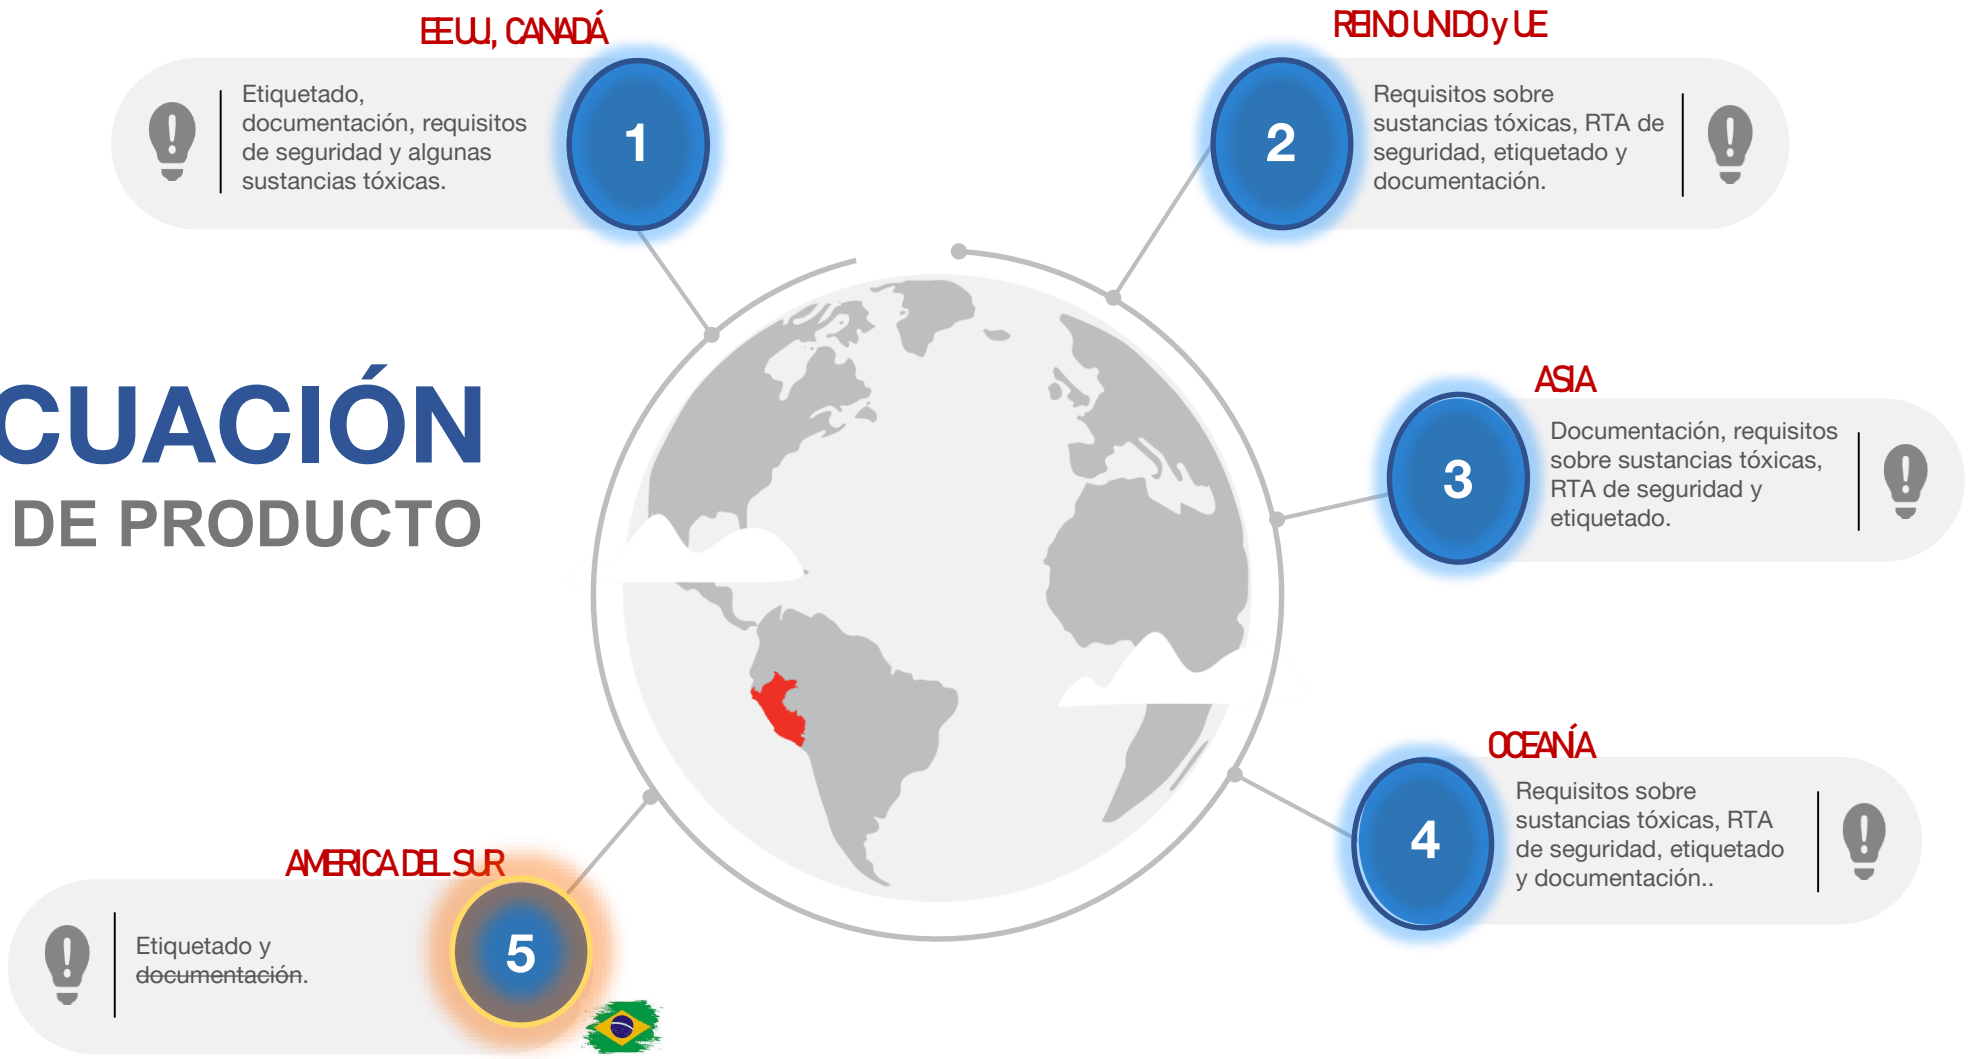 EEUU, CANADÁ
Etiquetado,
documentación, requisitos
de seguridad y algunas
sustancias tóxicas.
1
REINO UNIDO y UE
2
Requisitos sobre
sustancias tóxicas, RTA de
seguridad, etiquetado y
documentación.
CUACIÓN
DE PRODUCTO
ASIA
3
Documentación, requisitos
sobre sustancias tóxicas,
RTA de seguridad y
etiquetado.
OCEANÍA
4
Requisitos sobre
sustancias tóxicas, RTA
de seguridad, etiquetado
y documentación..
AMERICA DEL SUR
Etiquetado y
documentación.
5